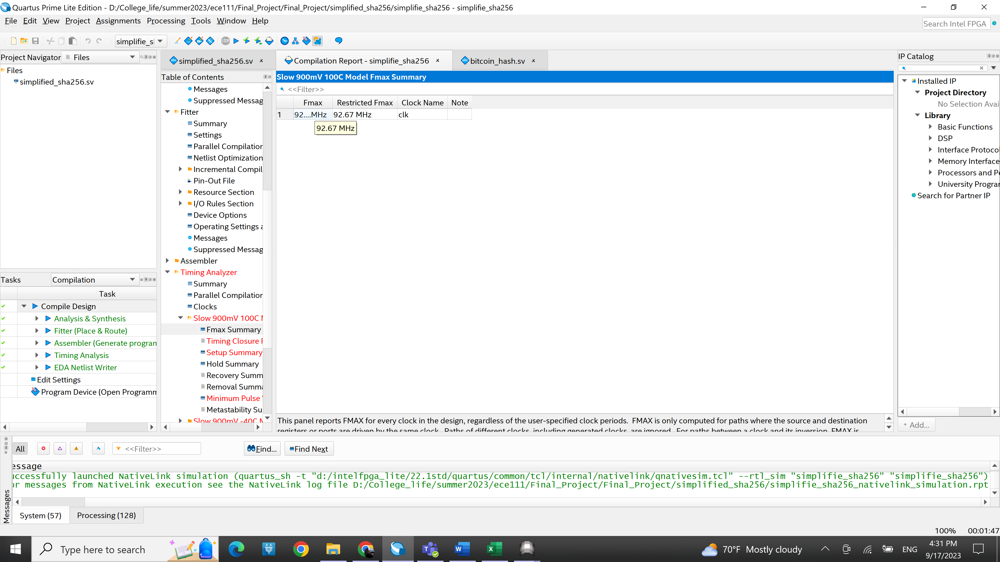 Quartus Prime Lite Edition - D:/College_life/summer2023/ece111/Final_Project/Final_Project/simplified_sha256/simplifie_sha256 - simplifie_sha256
File Edit View Project Assignments Processing Tools Window Help
Search Intel FPGA
simplifie_s
STOP
Project Navigator
Files
Files
simplified_sha256.sv
Tasks
Compilation
Task
Compile Design
Analysis & Synthesis
Fitter (Place & Route)
Assembler (Generate program
Timing Analysis
EDA Netlist Writer
Edit Settings
Program Device (Open Programm
simplified_sha256.sv
Compilation Report - simplifie_sha256
bitcoin_hash.sv
Table of Contents
Messages
Suppressed Messag
Fitter
Summary
Settings
Parallel Compilation
Netlist Optimization
Incremental Compil
Pin-Out File
Resource Section
I/O Rules Section
Device Options
Operating Settings a
Messages
Suppressed Messag
Assembler
Timing Analyzer
Summary
Parallel Compilation
Clocks
Slow 900mV 100C M
Fmax Summary
Timing Closure R
Setup Summary
Hold Summary
Recovery Summ
Removal Summa
Minimum Pulse
Metastability Su
Slow 900mV -40C M
Slow 900mV 100C Model Fmax Summary
<<Filter>>
Fmax Restricted Fmax Clock Name Note
1 92....MHz 92.67 MHz clk
92.67 MHz
This panel reports FMAX for every clock in the design, regardless of the user-specified clock periods. FMAX is only computed for paths where the source and destination
registers or ports are driven by the same clock. Paths of different clocks, including generated clocks, are ignored. For paths between a clock and its inversion, FMAX is
IP Catalog
Installed IP
Project Directory
No Selection Avai
Library
Basic Functions
DSP
Interface Protoco
Memory Interface
Processors and Pe
University Progra
Search for Partner IP
+ Add...
All
<<Filter>>
Find...
Find Next
Messages
essage
uccessfully launched NativeLink simulation (quartus_sh -t "d:/intelfpga_lite/22.1std/quartus/common/tcl/internal/nativelink/qnativesim.tcl" --rtl_sim "simplifie_sha256" "simplifie_sha256")
or messages from NativeLink execution see the NativeLink log file D:/College_life/summer2023/ece111/Final_Project/Final_Project/simplified_sha256/simplifie_sha256_nativelink_simulation.rpt
System (57)
Processing (128)
100% 00:01:47
Type here to search
70°F Mostly cloudy
ENG
4:31 PM
9/17/2023